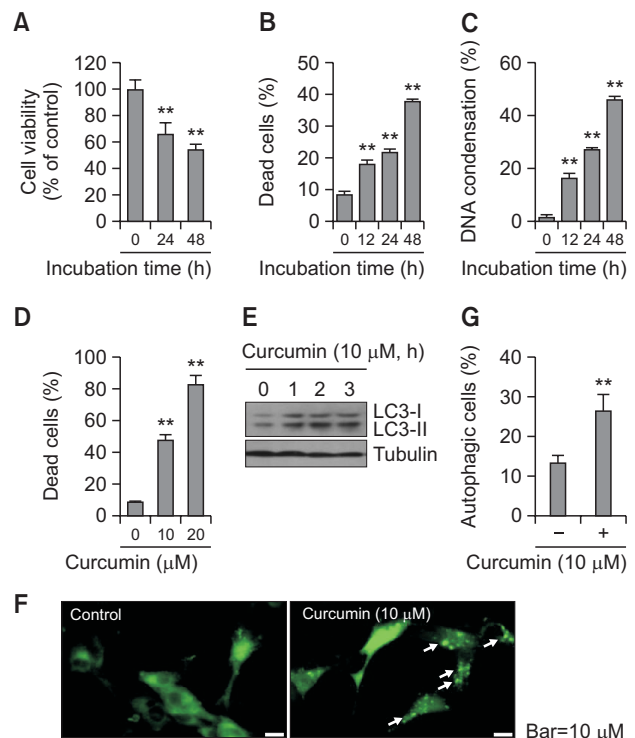 A
Cell viability
(% of control)
120
100
80
60
40
20
0
**
**
0 24 48
Incubation time (h)
B
Dead cells (%)
50
40
30
20
10
0
**
**
**
0 12 24 48
Incubation time (h)
C
DNA condensation (%)
60
40
20
0
**
**
**
0 12 24 48
Incubation time (h)
D
Dead cells (%)
100
80
60
40
20
0
**
**
0 10 20
Curcumin (μM)
E
Curcumin (10 μM, h)
0 1 2 3
LC3-I
LC3-II
Tubulin
G
Autophagic cells (%)
40
30
20
10
0
**
− +
Curcumin (10 μM)
F
Control
Curcumin (10 μM)
Bar=10 μM